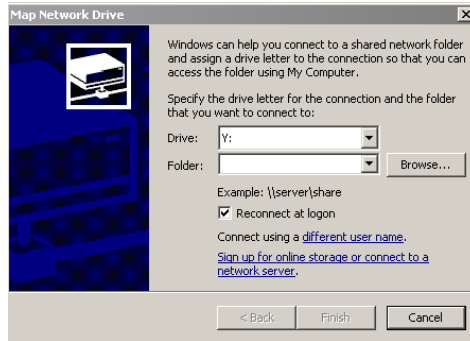 Map Network Drive
Windows can help you connect to a shared network folder
and assign a drive letter to the connection so that you can
access the folder using My Computer.
Specify the drive letter for the connection and the folder
that you want to connect to:
Drive: Y:
Folder: Browse...
Example: \\server\share
Reconnect at logon
Connect using a different user name.
Sign up for online storage or connect to a
network server.
< Back Finish Cancel